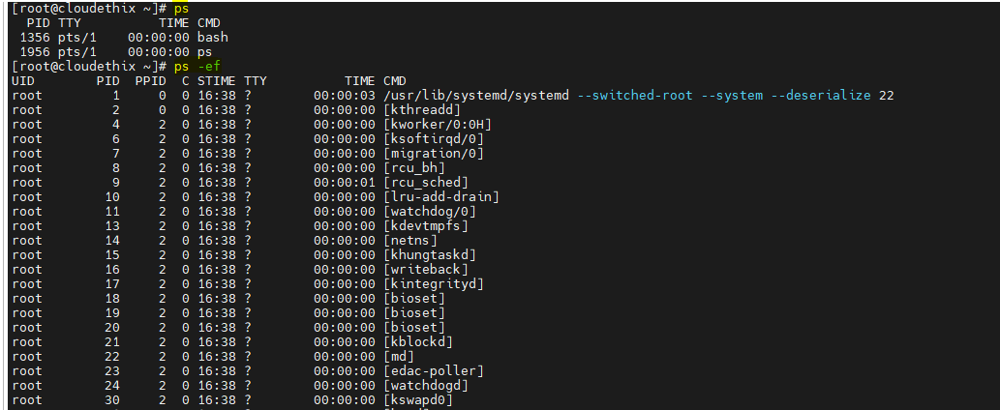 [root@cloudethix ~]# ps
PID TTY TIME CMD
1356 pts/1 00:00:00 bash
1956 pts/1 00:00:00 ps
[root@cloudethix ~]# ps -ef
UID PID PPID C STIME TTY TIME CMD
root 1 0 0 16:38 ? 00:00:03 /usr/lib/systemd/systemd --switched-root --system --deserialize 22
root 2 0 0 16:38 ? 00:00:00 [kthreadd]
root 4 2 0 16:38 ? 00:00:00 [kworker/0:0H]
root 6 2 0 16:38 ? 00:00:00 [ksoftirqd/0]
root 7 2 0 16:38 ? 00:00:00 [migration/0]
root 8 2 0 16:38 ? 00:00:00 [rcu_bh]
root 9 2 0 16:38 ? 00:00:01 [rcu_sched]
root 10 2 0 16:38 ? 00:00:00 [lru-add-drain]
root 11 2 0 16:38 ? 00:00:00 [watchdog/0]
root 13 2 0 16:38 ? 00:00:00 [kdevtmpfs]
root 14 2 0 16:38 ? 00:00:00 [netns]
root 15 2 0 16:38 ? 00:00:00 [khungtaskd]
root 16 2 0 16:38 ? 00:00:00 [writeback]
root 17 2 0 16:38 ? 00:00:00 [kintegrityd]
root 18 2 0 16:38 ? 00:00:00 [bioset]
root 19 2 0 16:38 ? 00:00:00 [bioset]
root 20 2 0 16:38 ? 00:00:00 [bioset]
root 21 2 0 16:38 ? 00:00:00 [kblockd]
root 22 2 0 16:38 ? 00:00:00 [md]
root 23 2 0 16:38 ? 00:00:00 [edac-poller]
root 24 2 0 16:38 ? 00:00:00 [watchdogd]
root 30 2 0 16:38 ? 00:00:00 [kswapd0]